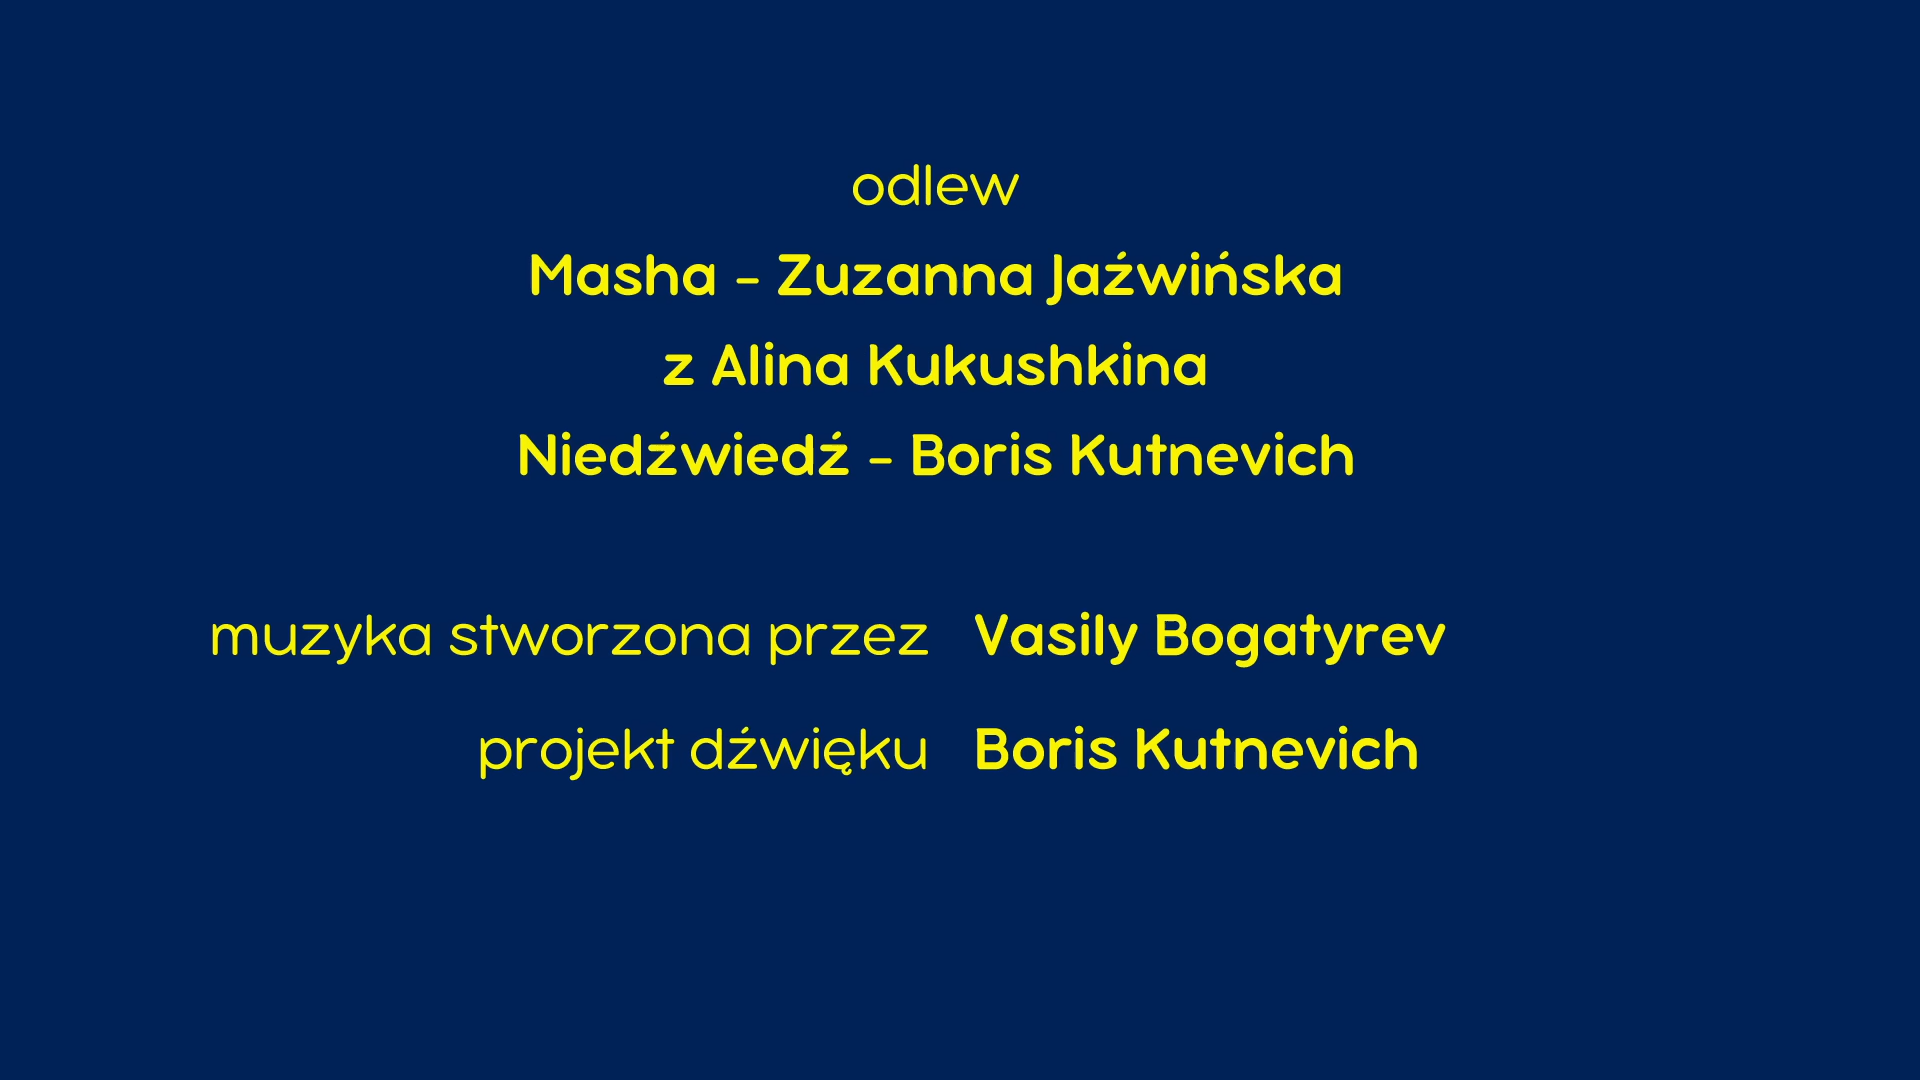 odlew
Masha - Zuzanna Jaźwińska
z Alina Kukushkina
Niedźwiedź - Boris Kutnevich
muzyka stworzona przez Vasily Bogatyrev
projekt dźwięku Boris Kutnevich